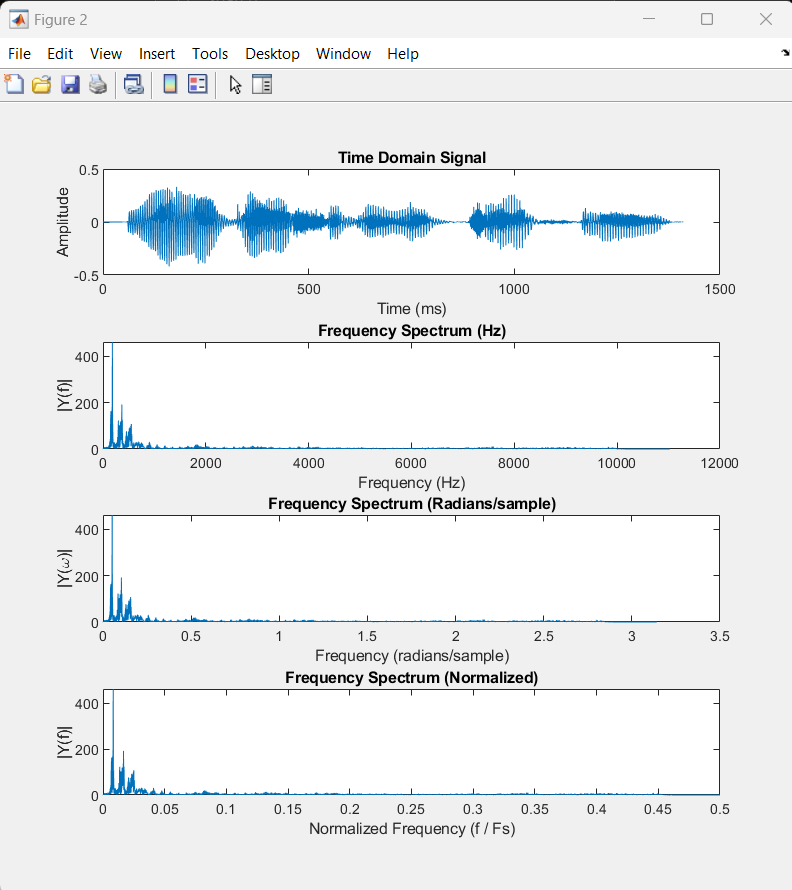 Figure 2
File Edit View Insert Tools Desktop Window Help
Time Domain Signal
0.5
0
-0.5
Amplitude
0 500 1000 1500
Time (ms)
Frequency Spectrum (Hz)
400
200
0
|Y(f)|
0 2000 4000 6000 8000 10000 12000
Frequency (Hz)
Frequency Spectrum (Radians/sample)
400
200
0
|Y(ω)|
0 0.5 1 1.5 2 2.5 3 3.5
Frequency (radians/sample)
Frequency Spectrum (Normalized)
400
200
0
|Y(f)|
0 0.05 0.1 0.15 0.2 0.25 0.3 0.35 0.4 0.45 0.5
Normalized Frequency (f / Fs)